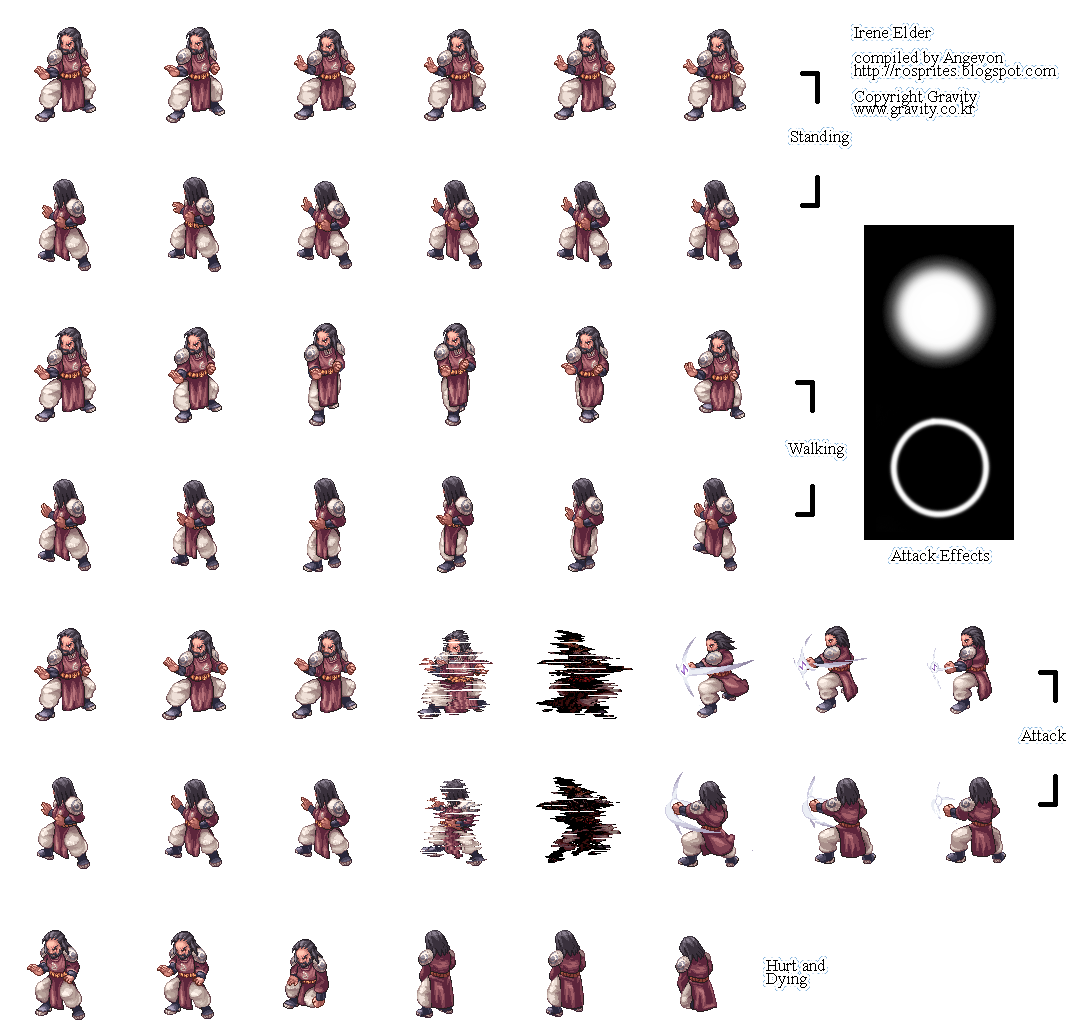 Irene Elder
compiled by Angevon
http://rosprites.blogspot.com
Copyright Gravity
www.gravity.co.kr
Standing
Walking
Attack Effects
Attack
Hurt and
Dying